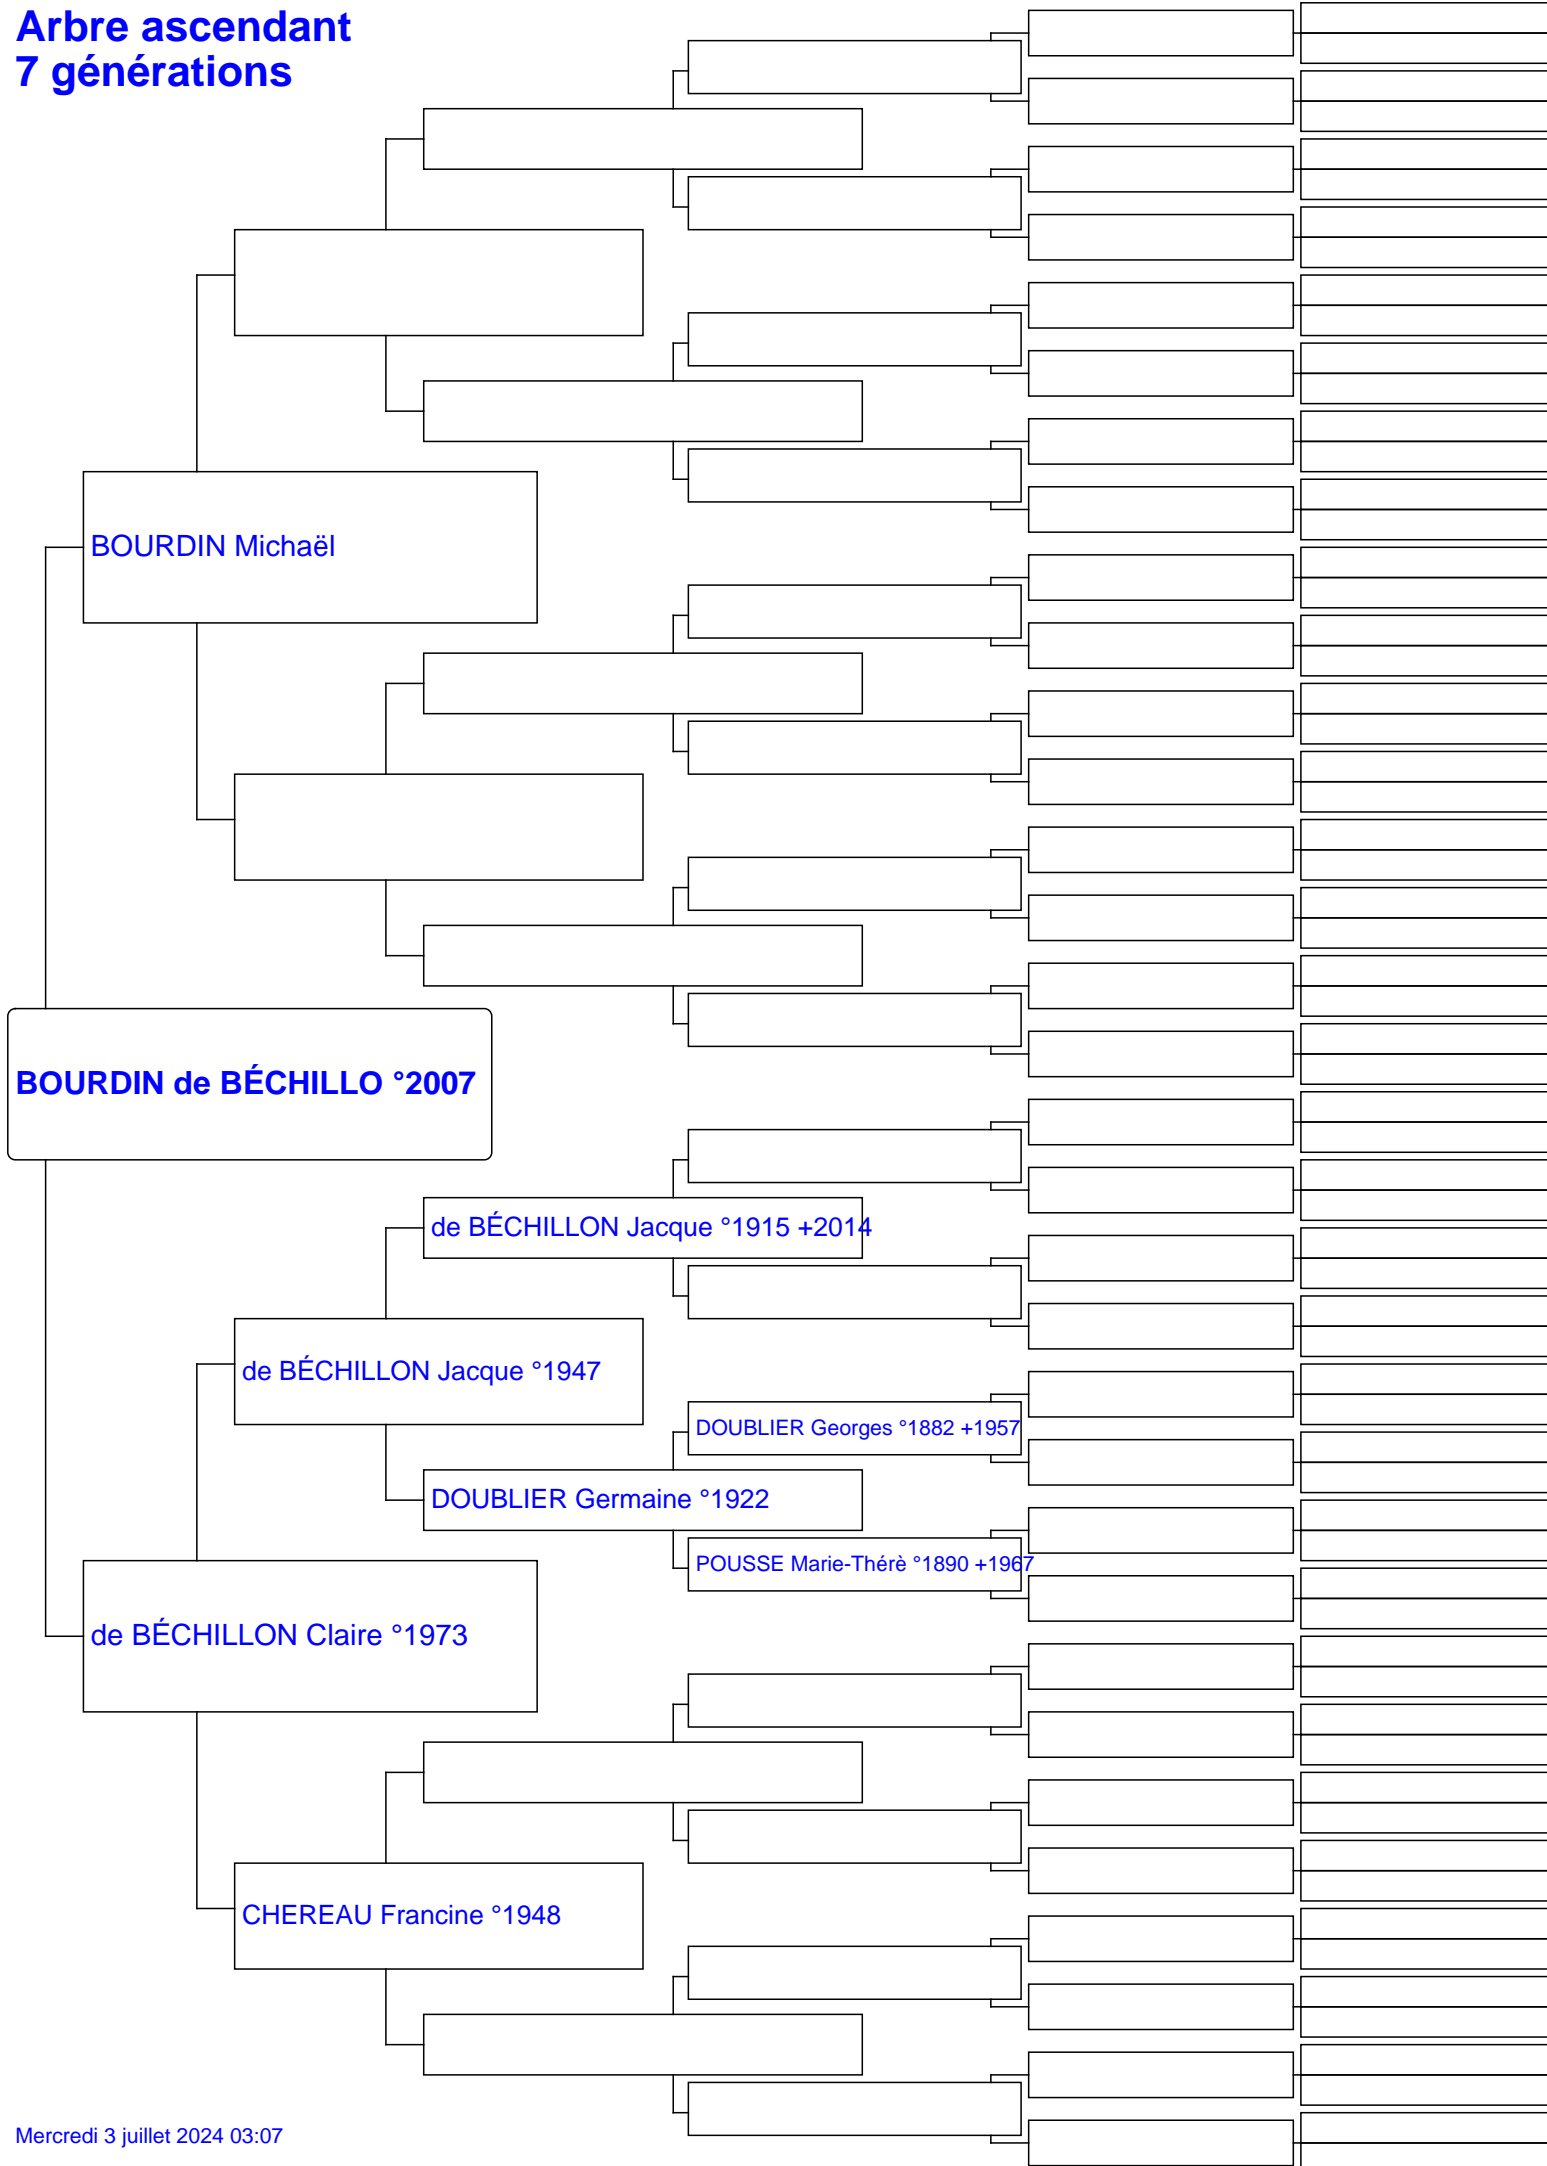 Arbre ascendant
7 générations
BOURDIN Michaël
BOURDIN de BÉCHILLO °2007
de BÉCHILLON Jacque °1915 +2014
de BÉCHILLON Jacque °1947
DOUBLIER Georges °1882 +1957
DOUBLIER Germaine °1922
POUSSE Marie-Thérè °1890 +1967
de BÉCHILLON Claire °1973
CHEREAU Francine °1948
Mercredi 3 juillet 2024 03:07